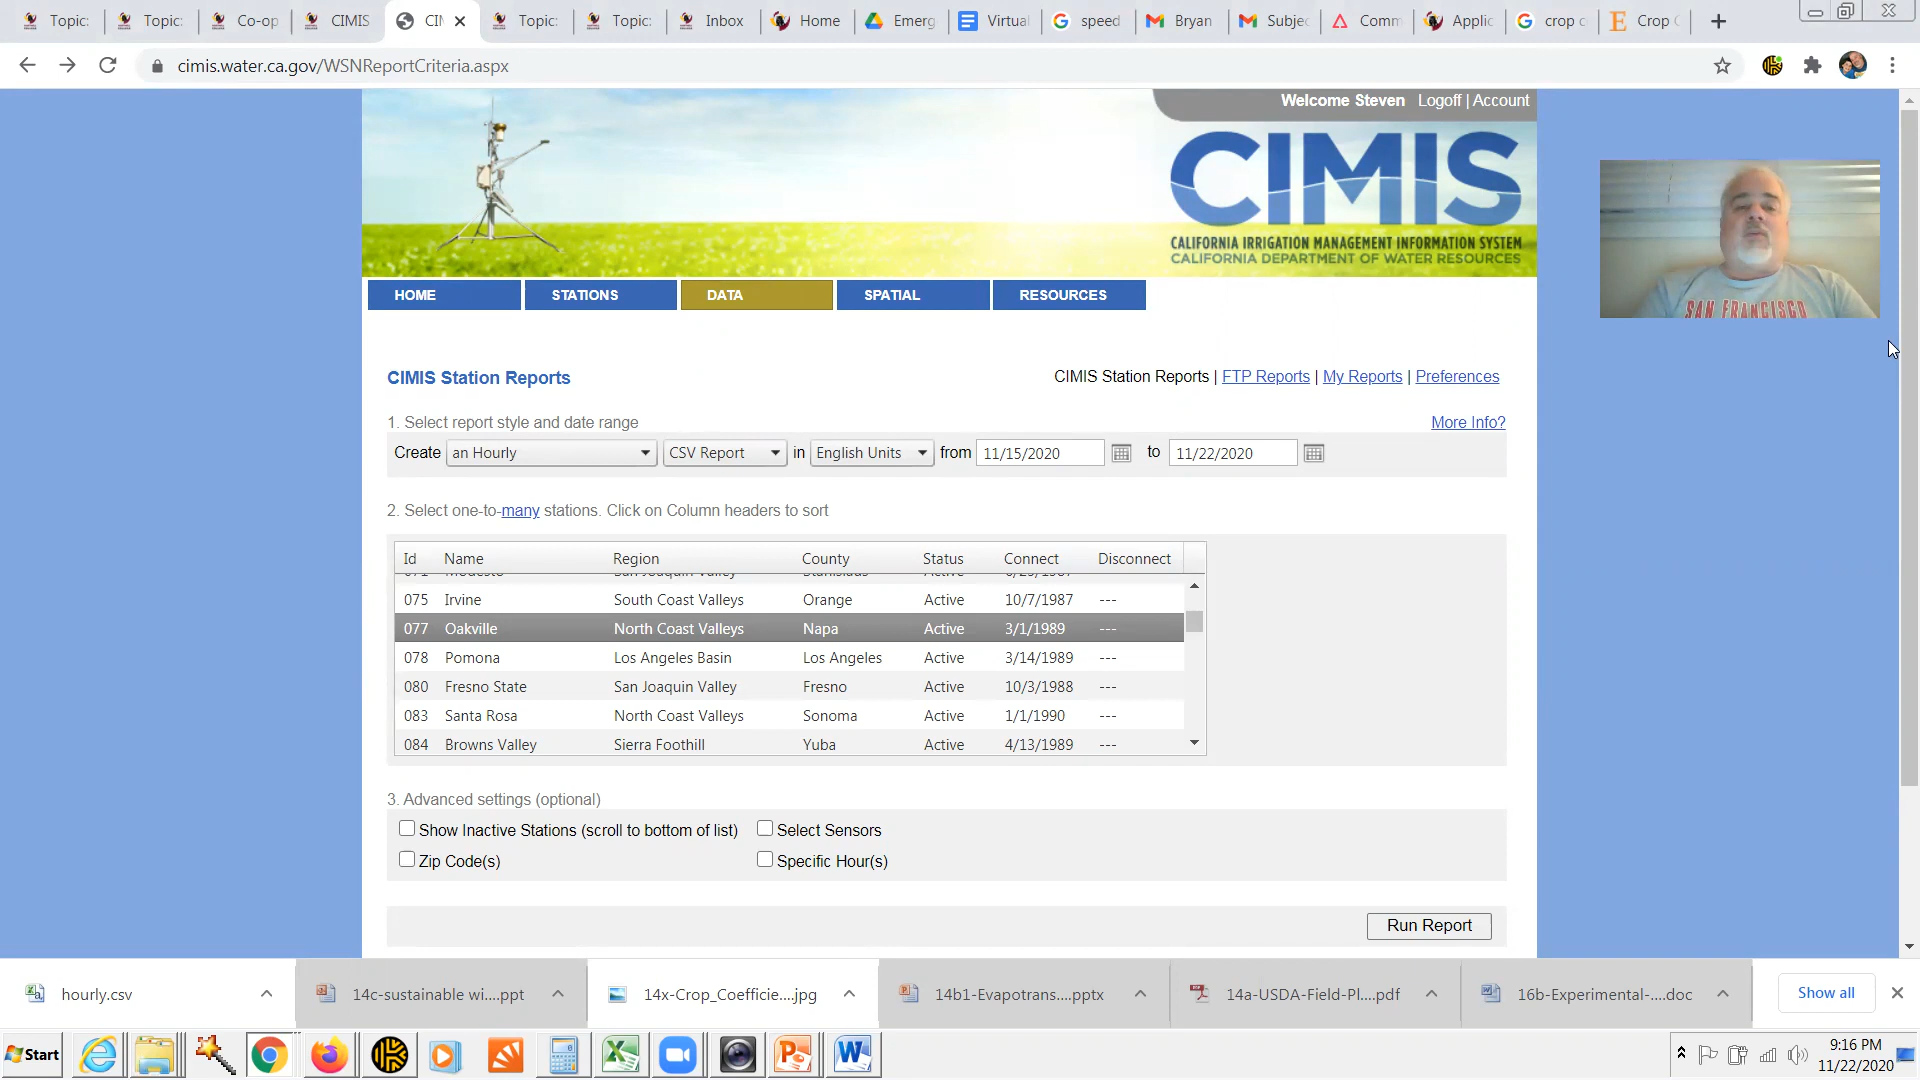 Topic:
Topic:
Co-op
CIMIS
CIM
Topic:
Topic:
Inbox
Home
Emerg
Virtual
speed
Bryan
Subjec
Comm
Applic
crop c
Crop C
cimis.water.ca.gov/WSNReportCriteria.aspx
Welcome Steven Logoff | Account
CIMIS
CALIFORNIA IRRIGATION MANAGEMENT INFORMATION SYSTEM
CALIFORNIA DEPARTMENT OF WATER RESOURCES
SAN FRANCISCO
HOME STATIONS DATA SPATIAL RESOURCES
CIMIS Station Reports
CIMIS Station Reports | FTP Reports | My Reports | Preferences
1. Select report style and date range
More Info?
Create an Hourly CSV Report in English Units from 11/15/2020 to 11/22/2020
2. Select one-to-many stations. Click on Column headers to sort
Id Name Region County Status Connect Disconnect
071 Modesto San Joaquin Valley Stanislaus Active 6/25/1987
075 Irvine South Coast Valleys Orange Active 10/7/1987 ---
077 Oakville North Coast Valleys Napa Active 3/1/1989 ---
078 Pomona Los Angeles Basin Los Angeles Active 3/14/1989 ---
080 Fresno State San Joaquin Valley Fresno Active 10/3/1988 ---
083 Santa Rosa North Coast Valleys Sonoma Active 1/1/1990 ---
084 Browns Valley Sierra Foothill Yuba Active 4/13/1989 ---
3. Advanced settings (optional)
Show Inactive Stations (scroll to bottom of list) Select Sensors
Zip Code(s) Specific Hour(s)
Run Report
hourly.csv
14c-sustainable wi....ppt
14x-Crop_Coefficie....jpg
14b1-Evapotrans....pptx
14a-USDA-Field-Pl....pdf
16b-Experimental-....doc
Show all
Start
9:16 PM
11/22/2020